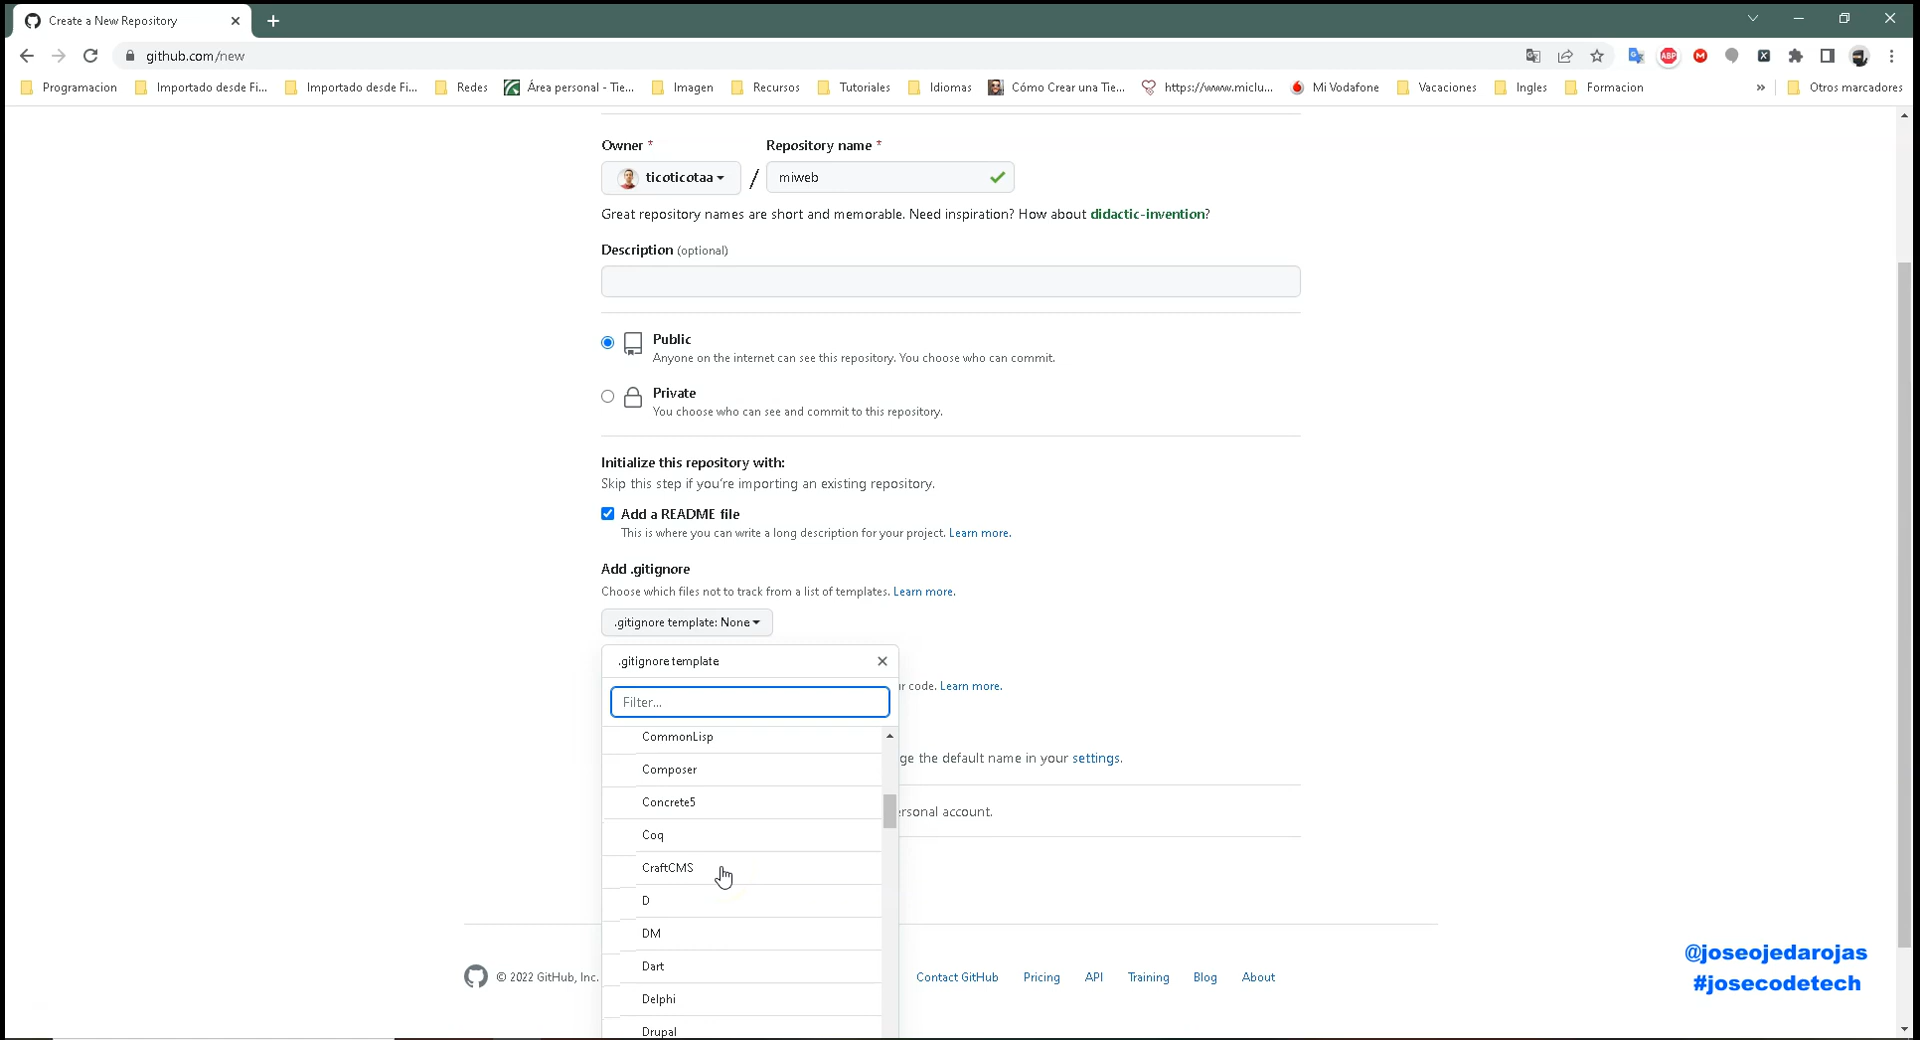 Create a New Repository
github.com/new
ABP
Programacion
Importado desde Fi...
Importado desde Fi...
Redes
Área personal - Tie...
Imagen
Recursos
Tutoriales
Idiomas
Cómo Crear una Tie...
https://www.miclu...
Mi Vodafone
Vacaciones
Ingles
Formacion
»
Otros marcadores
Owner *
Repository name *
ticoticotaa
/
miweb
Great repository names are short and memorable. Need inspiration? How about didactic-invention?
Description (optional)
Public
Anyone on the internet can see this repository. You choose who can commit.
Private
You choose who can see and commit to this repository.
Initialize this repository with:
Skip this step if you're importing an existing repository.
Add a README file
This is where you can write a long description for your project. Learn more.
Add .gitignore
Choose which files not to track from a list of templates. Learn more.
.gitignore template: None
.gitignore template
r code. Learn more.
Filter...
CommonLisp
ge the default name in your settings.
Composer
Concrete5
ersonal account.
Coq
CraftCMS
D
DM
@joseojedarojas
Dart
© 2022 GitHub, Inc.
Contact GitHub
Pricing
API
Training
Blog
About
#josecodetech
Delphi
Drupal